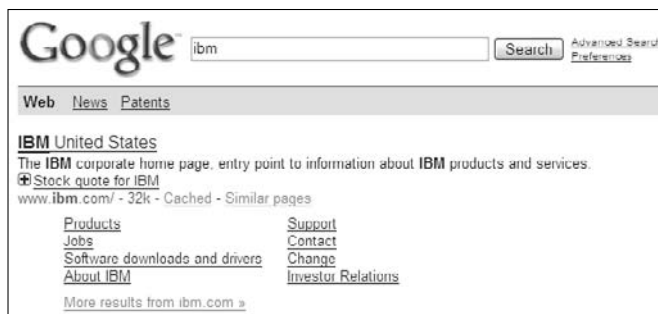 Google™ ibm Search Advanced Search
Preferences
Web News Patents
IBM United States
The IBM corporate home page, entry point to information about IBM products and services.
Stock quote for IBM
www.ibm.com/ - 32k - Cached - Similar pages
Products Support
Jobs Contact
Software downloads and drivers Change
About IBM Investor Relations
More results from ibm.com »